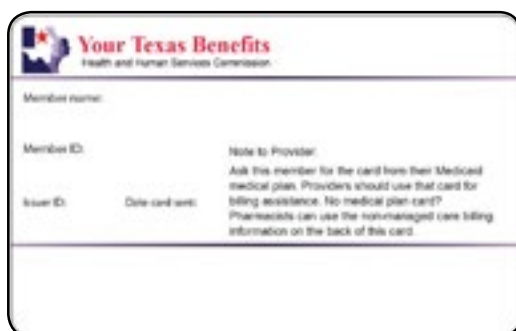 Your Texas Benefits
Health and Human Services Commission
Member name:
Member ID:
Note to Provider:
Ask this member for the card from their Medicaid
medical plan. Providers should use that card for
billing assistance. No medical plan card?
Pharmacists can use the non-managed care billing
information on the back of this card.
Issuer ID:
Date card sent: